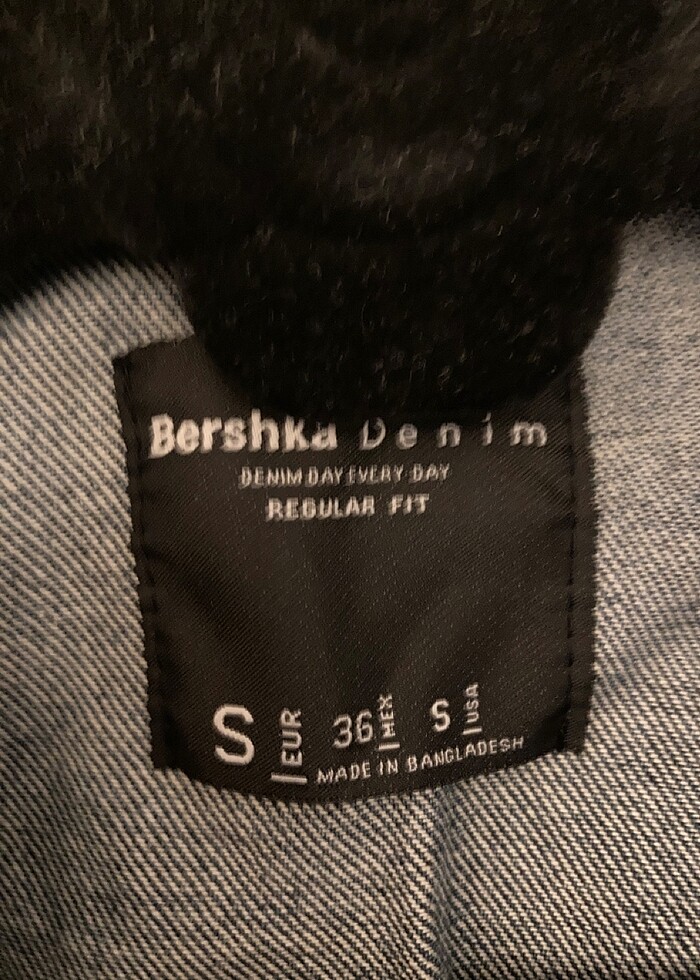 Bershka Denim
DENIM DAY EVERY DAY
REGULAR FIT
S EUR 36 MEX S USA
MADE IN BANGLADESH